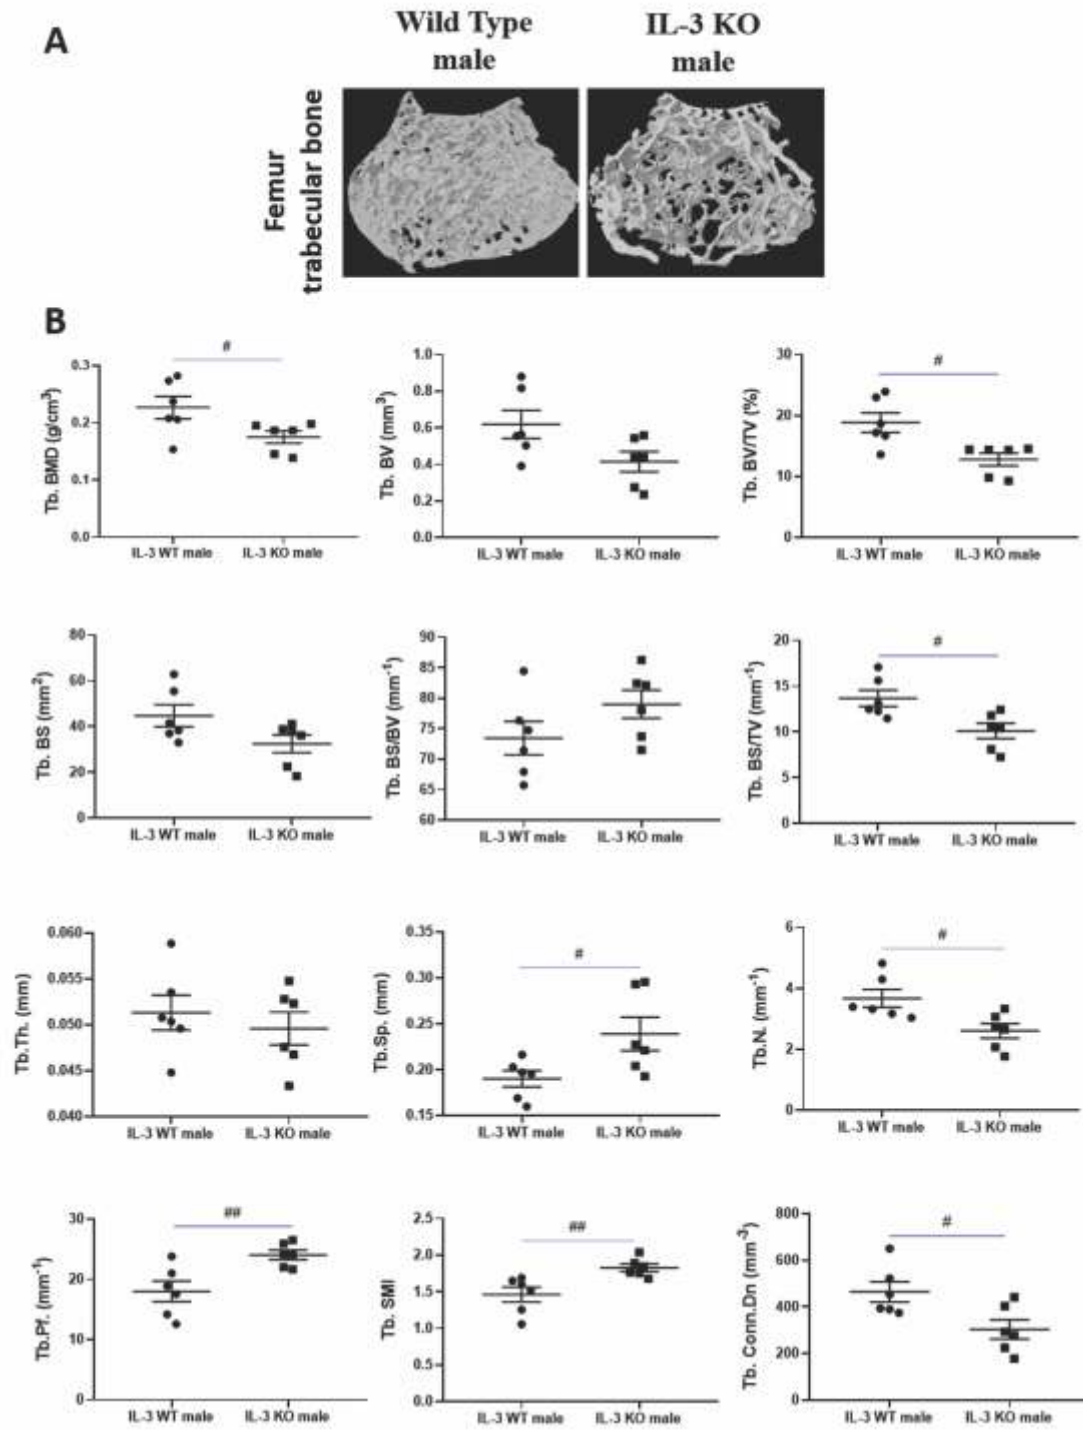 A
Wild Type
male
IL-3 KO
male
Femur
trabecular bone
B
#
Tb. BMD (g/cm³)
0.3
0.2
0.1
0.0
IL-3 WT male
IL-3 KO male
Tb. BV (mm³)
1.0
0.8
0.6
0.4
0.2
0.0
IL-3 WT male
IL-3 KO male
#
Tb. BV/TV (%)
30
20
10
0
IL-3 WT male
IL-3 KO male
Tb. BS (mm²)
80
60
40
20
0
IL-3 WT male
IL-3 KO male
Tb. BS/BV (mm⁻¹)
90
85
80
75
70
65
60
IL-3 WT male
IL-3 KO male
#
Tb. BS/TV (mm⁻¹)
20
15
10
5
0
IL-3 WT male
IL-3 KO male
Tb.Th. (mm)
0.060
0.055
0.050
0.045
0.040
IL-3 WT male
IL-3 KO male
#
Tb.Sp. (mm)
0.35
0.30
0.25
0.20
0.15
IL-3 WT male
IL-3 KO male
#
Tb.N. (mm⁻¹)
6
4
2
0
IL-3 WT male
IL-3 KO male
##
Tb.Pf. (mm⁻¹)
30
20
10
0
IL-3 WT male
IL-3 KO male
##
Tb. SMI
2.5
2.0
1.5
1.0
0.5
0.0
IL-3 WT male
IL-3 KO male
#
Tb. Conn.Dn (mm⁻³)
800
600
400
200
0
IL-3 WT male
IL-3 KO male